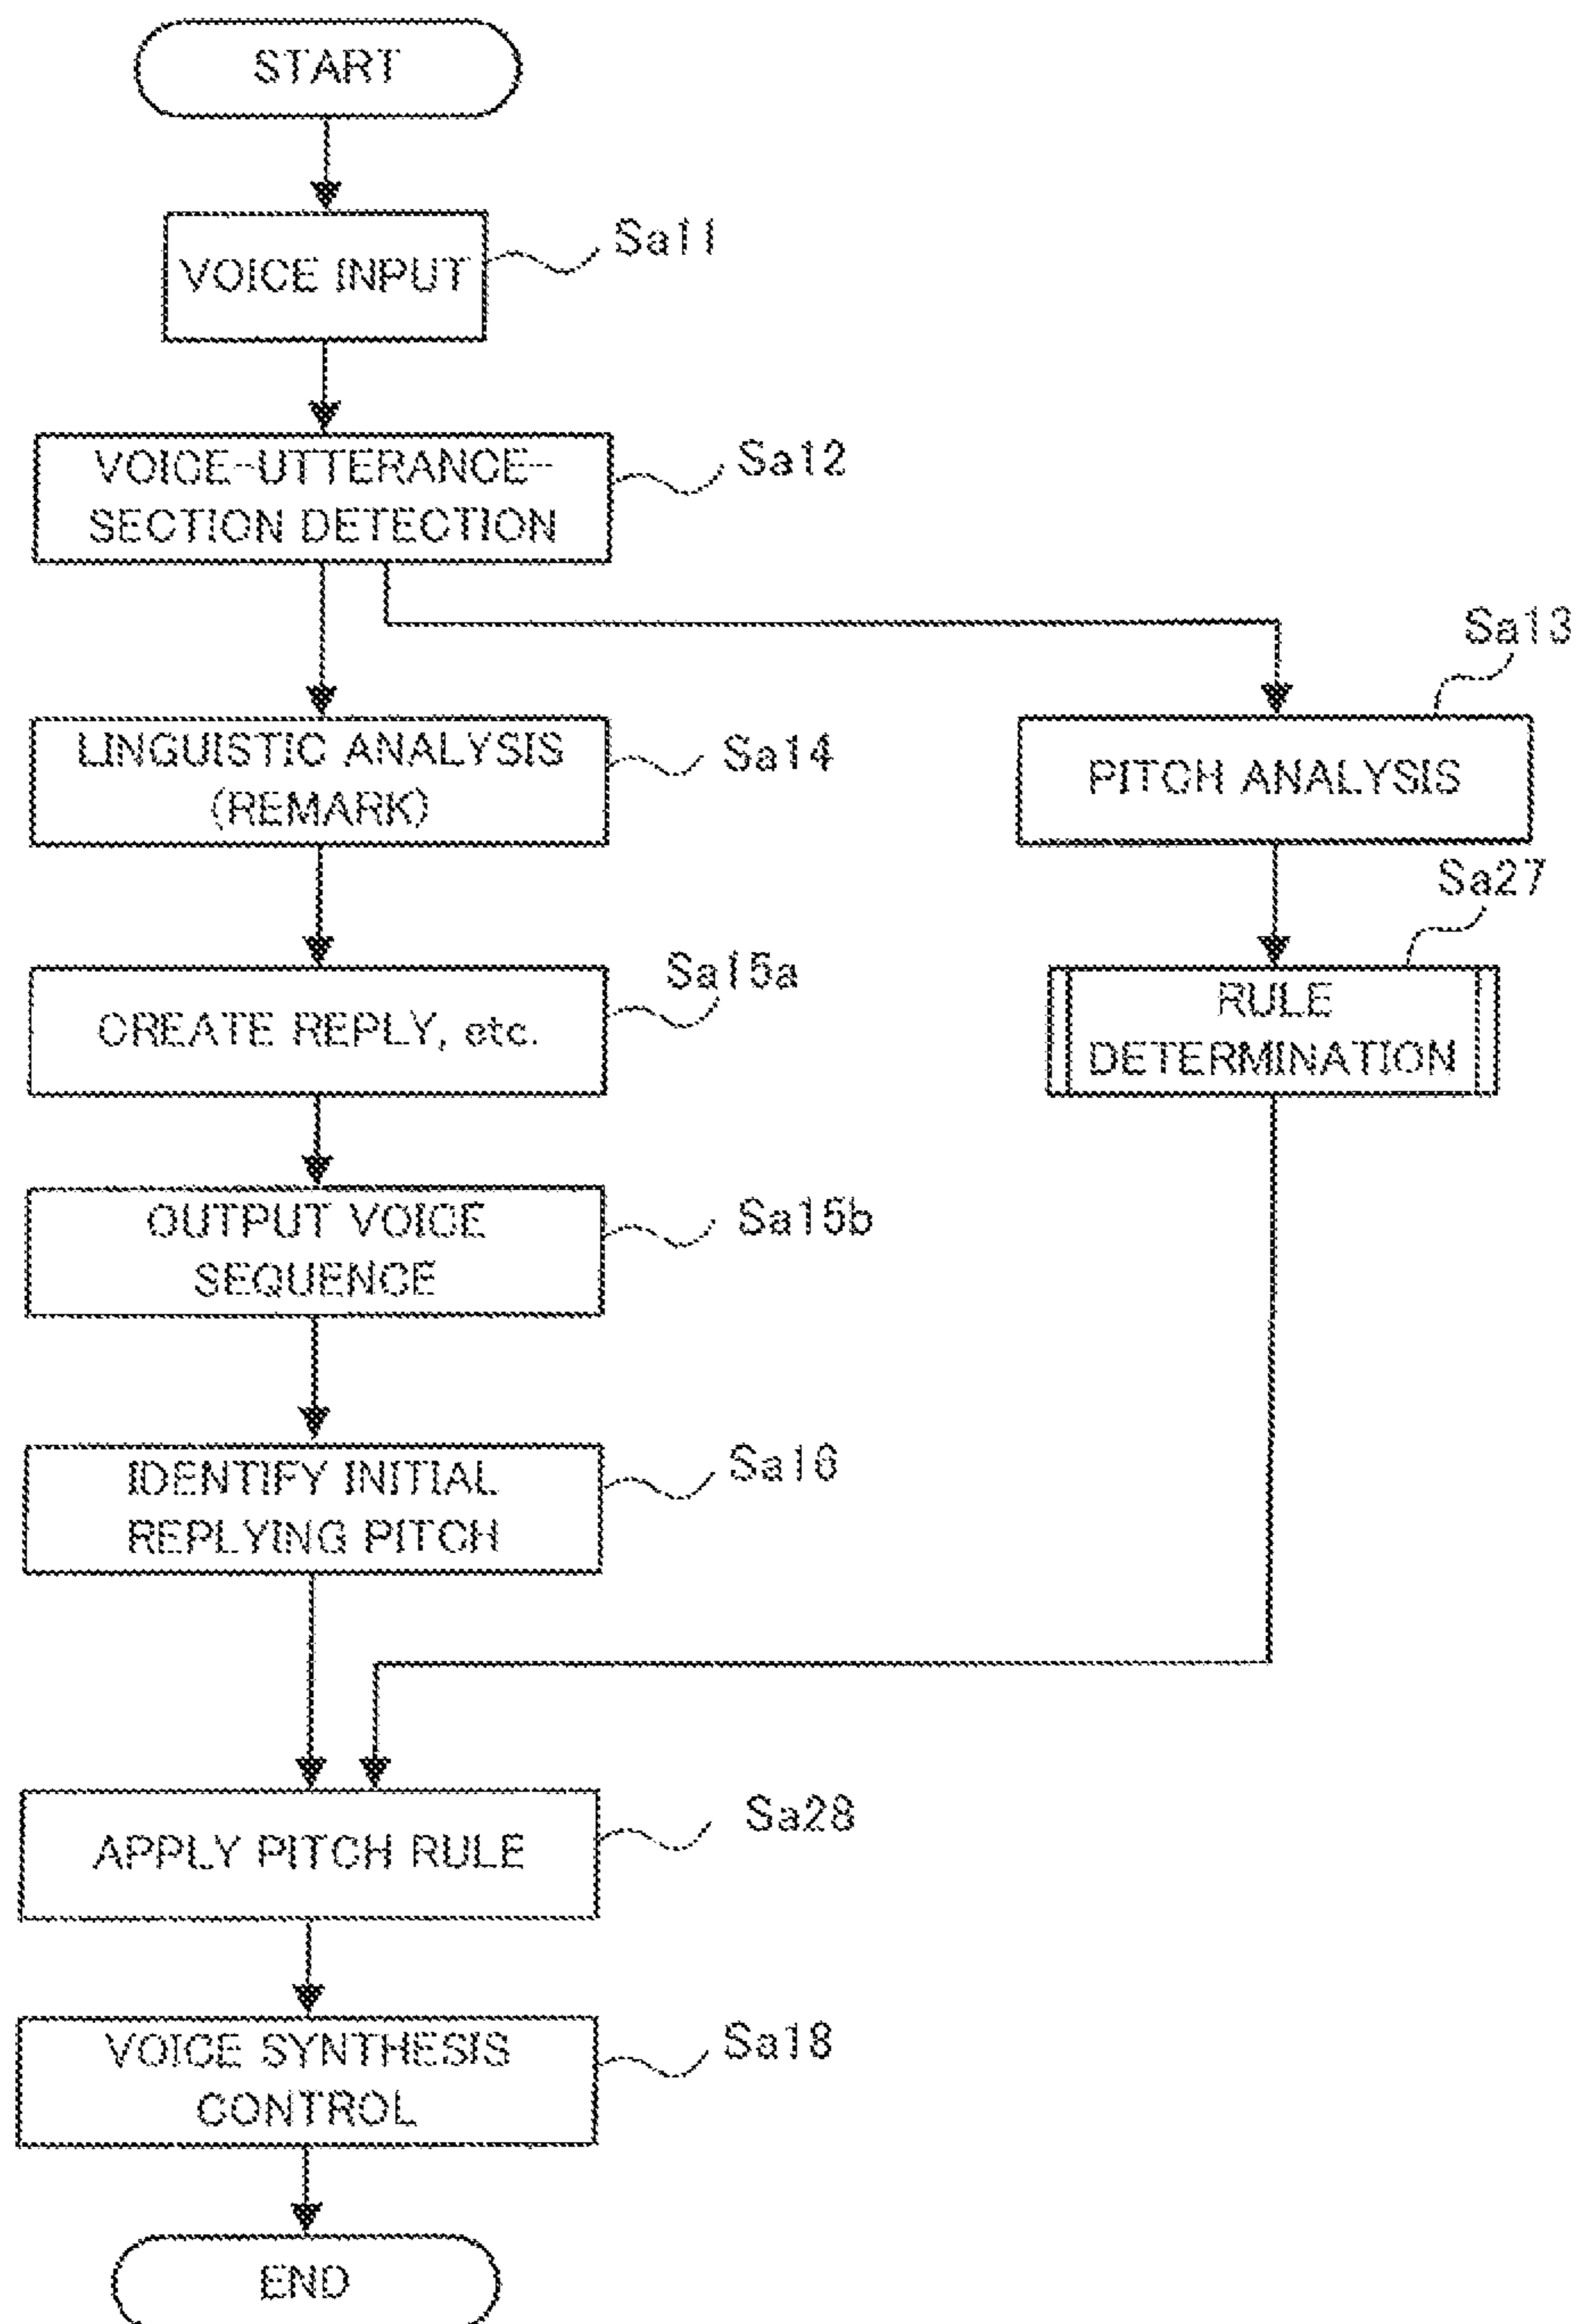 START
VOICE INPUT
Sa11
VOICE-UTTERANCE-
SECTION DETECTION
Sa12
Sa13
LINGUISTIC ANALYSIS
(REMARK)
Sa14
PITCH ANALYSIS
Sa27
CREATE REPLY, etc.
Sa15a
RULE
DETERMINATION
OUTPUT VOICE
SEQUENCE
Sa15b
IDENTIFY INITIAL
REPLYING PITCH
Sa16
APPLY PITCH RULE
Sa28
VOICE SYNTHESIS
CONTROL
Sa18
END